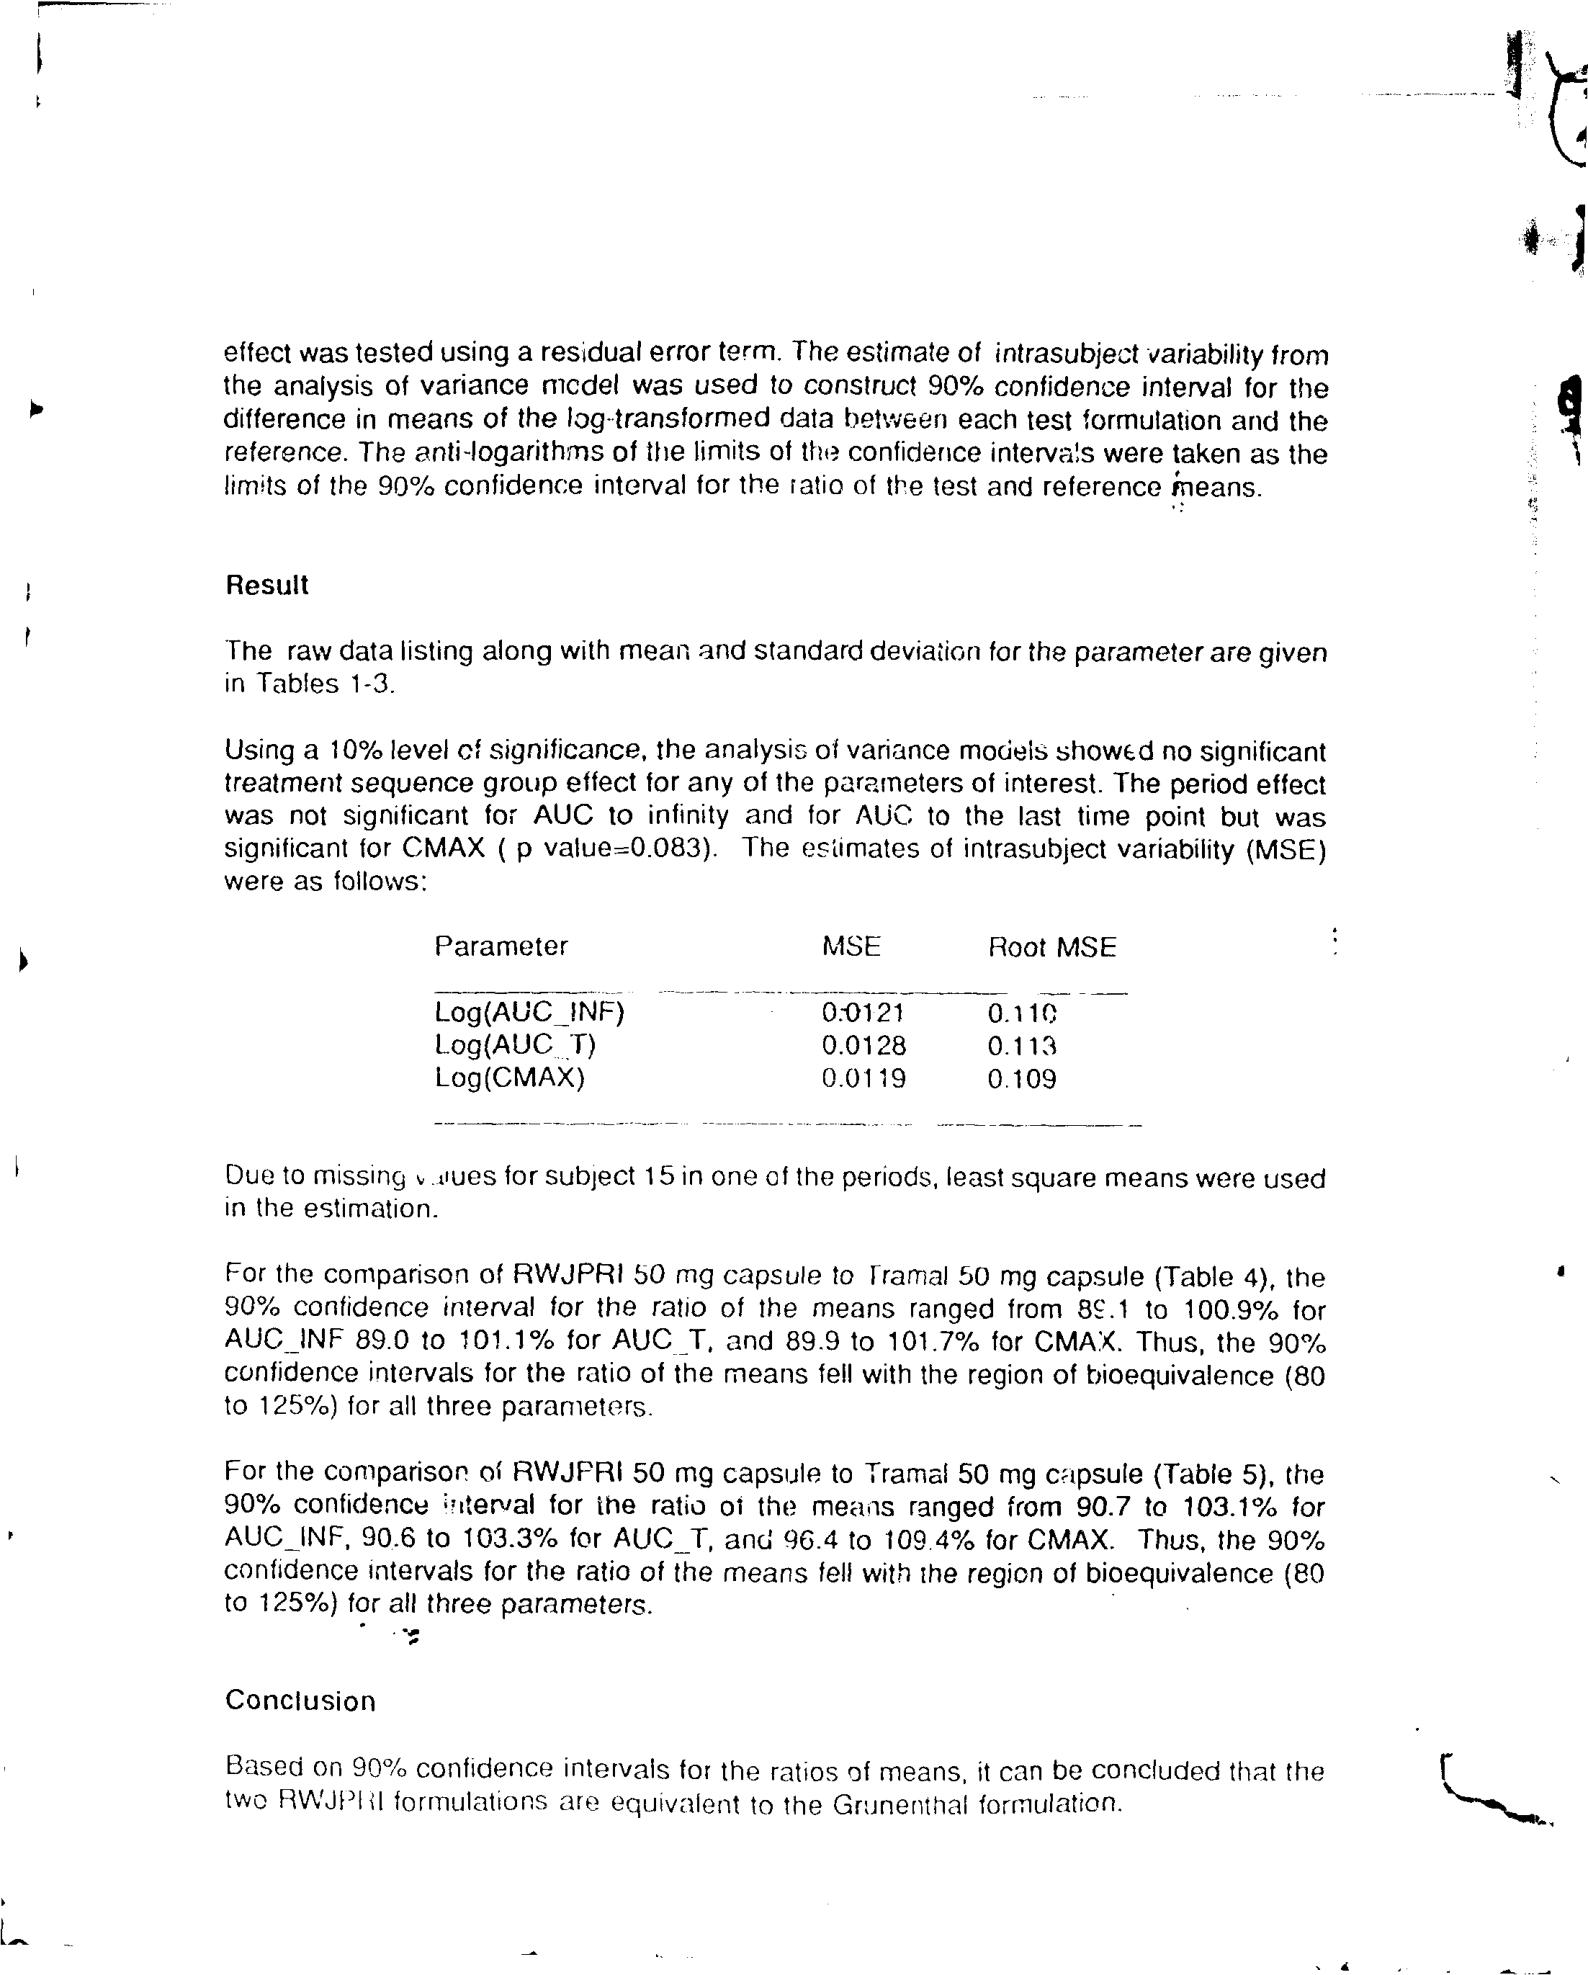 effect was tested using a residual error term. The estimate of intrasubject variability from
the analysis of variance model was used to construct 90% confidence interval for the
difference in means of the log-transformed data between each test formulation and the
reference. The anti-logarithms of the limits of the confidence intervals were taken as the
limits of the 90% confidence interval for the ratio of the test and reference means.
Result
The raw data listing along with mean and standard deviation for the parameter are given
in Tables 1-3.
Using a 10% level of significance, the analysis of variance models showed no significant
treatment sequence group effect for any of the parameters of interest. The period effect
was not significant for AUC to infinity and for AUC to the last time point but was
significant for CMAX ( p value=0.083). The estimates of intrasubject variability (MSE)
were as follows:
Parameter MSE Root MSE
Log(AUC_INF) 0.0121 0.110
Log(AUC_T) 0.0128 0.113
Log(CMAX) 0.0119 0.109
Due to missing values for subject 15 in one of the periods, least square means were used
in the estimation.
For the comparison of RWJPRI 50 mg capsule to Tramal 50 mg capsule (Table 4), the
90% confidence interval for the ratio of the means ranged from 89.1 to 100.9% for
AUC_INF 89.0 to 101.1% for AUC_T, and 89.9 to 101.7% for CMAX. Thus, the 90%
confidence intervals for the ratio of the means fell with the region of bioequivalence (80
to 125%) for all three parameters.
For the comparison of RWJPRI 50 mg capsule to Tramal 50 mg capsule (Table 5), the
90% confidence interval for the ratio of the means ranged from 90.7 to 103.1% for
AUC_INF, 90.6 to 103.3% for AUC_T, and 96.4 to 109.4% for CMAX. Thus, the 90%
confidence intervals for the ratio of the means fell with the region of bioequivalence (80
to 125%) for all three parameters.
Conclusion
Based on 90% confidence intervals for the ratios of means, it can be concluded that the
two RWJPRI formulations are equivalent to the Grunenthal formulation.